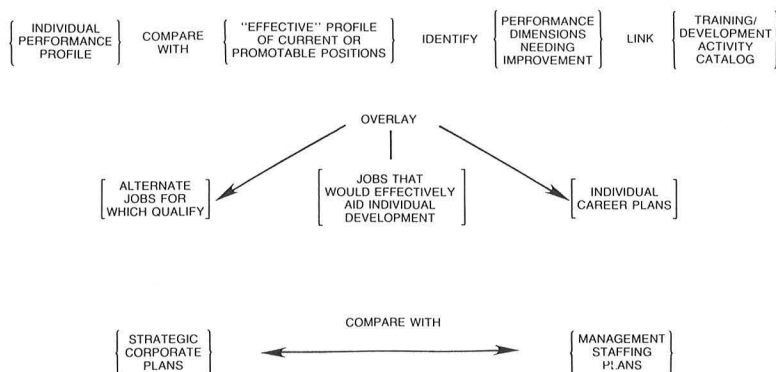 INDIVIDUAL
PERFORMANCE
PROFILE
COMPARE
WITH
"EFFECTIVE" PROFILE
OF CURRENT OR
PROMOTABLE POSITIONS
IDENTIFY
PERFORMANCE
DIMENSIONS
NEEDING
IMPROVEMENT
LINK
TRAINING/
DEVELOPMENT
ACTIVITY
CATALOG
OVERLAY
ALTERNATE
JOBS FOR
WHICH QUALIFY
JOBS THAT
WOULD EFFECTIVELY
AID INDIVIDUAL
DEVELOPMENT
INDIVIDUAL
CAREER PLANS
COMPARE WITH
STRATEGIC
CORPORATE
PLANS
MANAGEMENT
STAFFING
PLANS